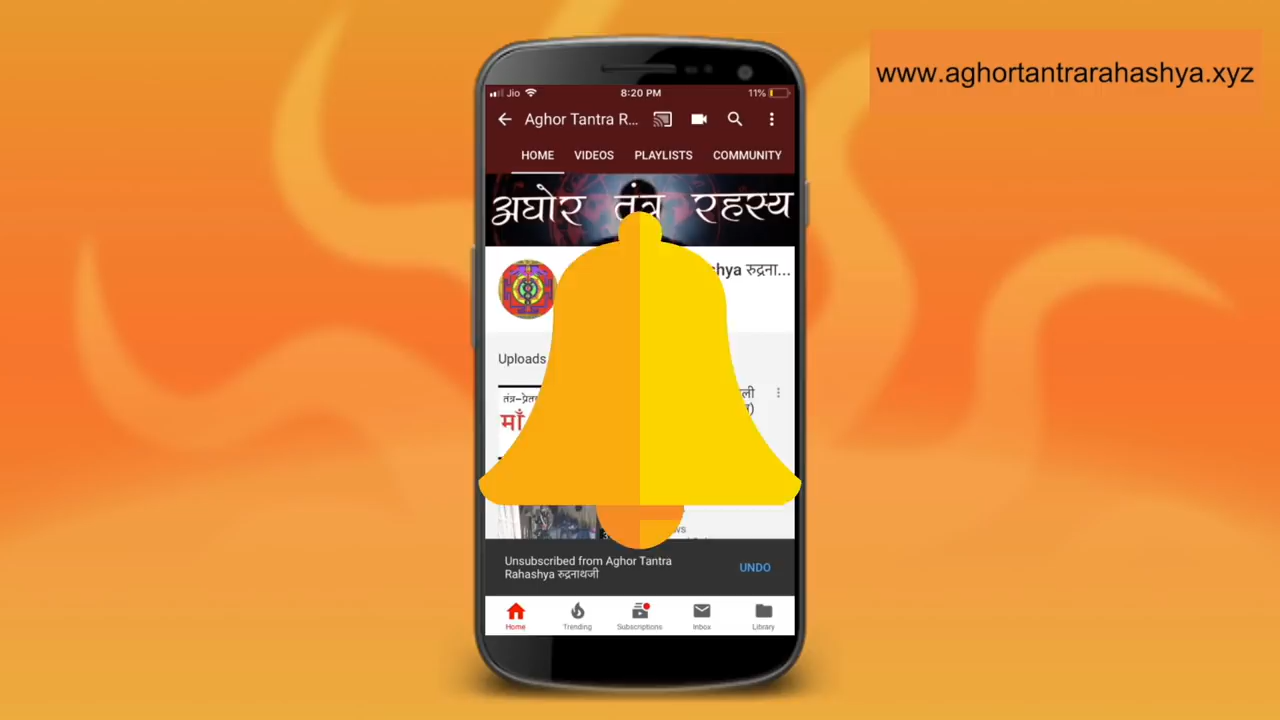 www.aghortantrarahashya.xyz
Jio 8:20 PM 11%
Aghor Tantra R...
HOME VIDEOS PLAYLISTS COMMUNITY
अघोर तंत्र रहस्य
shya रुद्रना...
Uploads
माँ
Unsubscribed from Aghor Tantra
Rahashya रुद्रनाथजी
UNDO
Home Trending Subscriptions Inbox Library